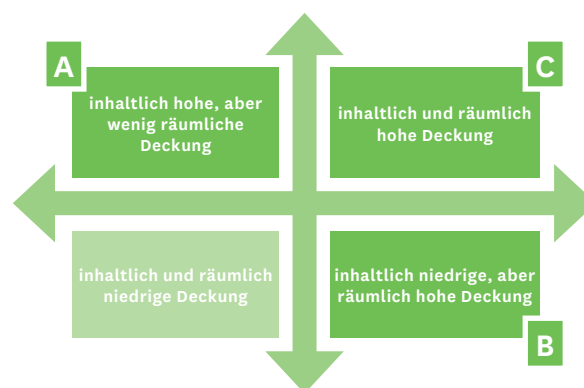 A
inhaltlich hohe, aber
wenig räumliche
Deckung
C
inhaltlich und räumlich
hohe Deckung
inhaltlich und räumlich
niedrige Deckung
inhaltlich niedrige, aber
räumlich hohe Deckung
B